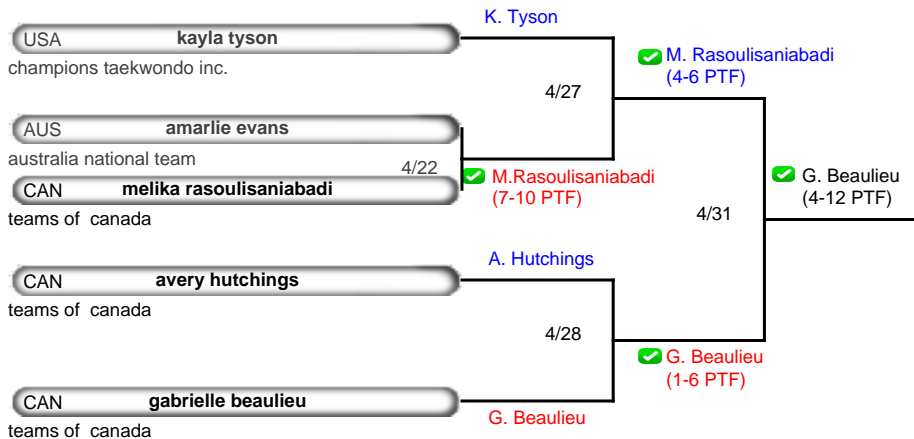 K. Tyson
USA kayla tyson
champions taekwondo inc.
M. Rasoulisaniabadi
(4-6 PTF)
4/27
AUS amarlie evans
australia national team
4/22
CAN melika rasoulisaniabadi
teams of  canada
M.Rasoulisaniabadi
(7-10 PTF)
G. Beaulieu
(4-12 PTF)
4/31
A. Hutchings
CAN avery hutchings
teams of  canada
4/28
G. Beaulieu
(1-6 PTF)
CAN gabrielle beaulieu
teams of  canada
G. Beaulieu